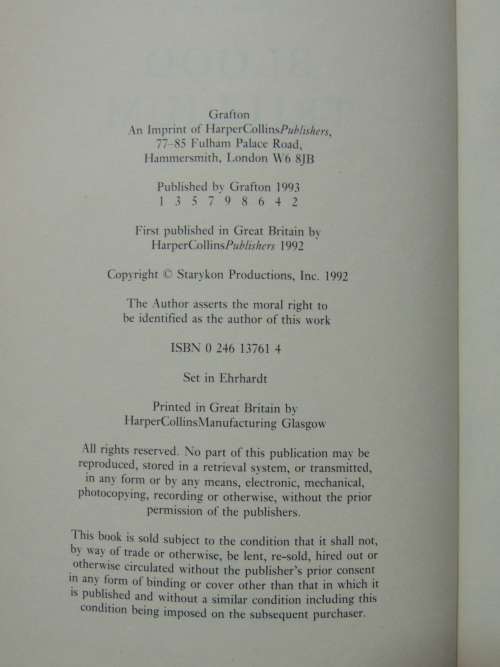 Grafton
An Imprint of HarperCollinsPublishers,
77–85 Fulham Palace Road,
Hammersmith, London W6 8JB
Published by Grafton 1993
1 3 5 7 9 8 6 4 2
First published in Great Britain by
HarperCollinsPublishers 1992
Copyright © Starykon Productions, Inc. 1992
The Author asserts the moral right to
be identified as the author of this work
ISBN 0 246 13761 4
Set in Ehrhardt
Printed in Great Britain by
HarperCollinsManufacturing Glasgow
All rights reserved. No part of this publication may be
reproduced, stored in a retrieval system, or transmitted,
in any form or by any means, electronic, mechanical,
photocopying, recording or otherwise, without the prior
permission of the publishers.
This book is sold subject to the condition that it shall not,
by way of trade or otherwise, be lent, re-sold, hired out or
otherwise circulated without the publisher's prior consent
in any form of binding or cover other than that in which it
is published and without a similar condition including this
condition being imposed on the subsequent purchaser.